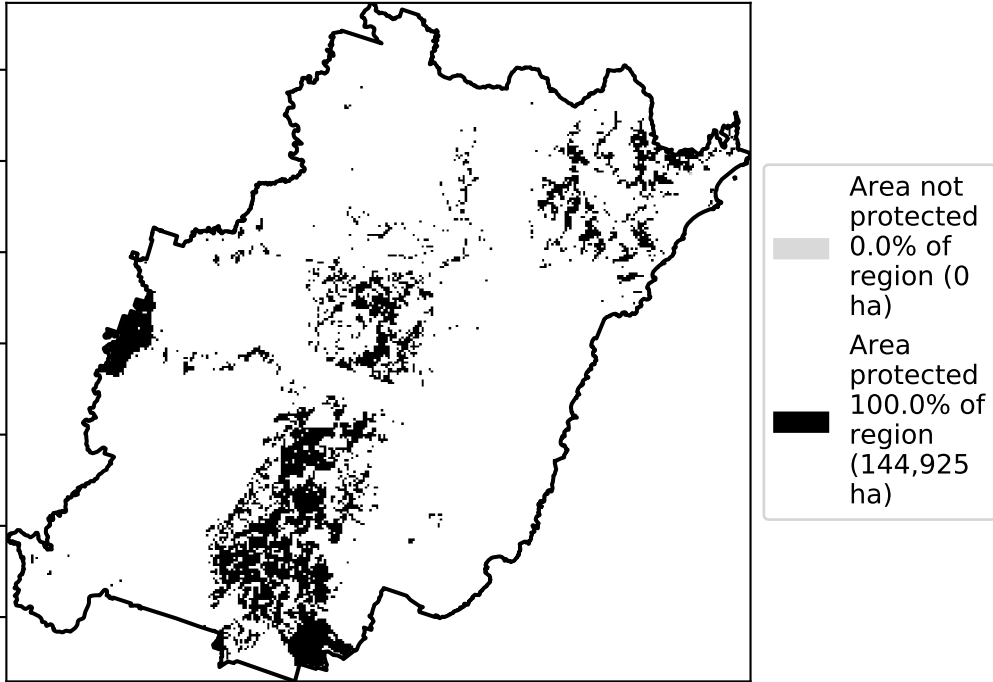 Area not
protected
0.0% of
region (0
ha)
Area
protected
100.0% of
region
(144,925
ha)